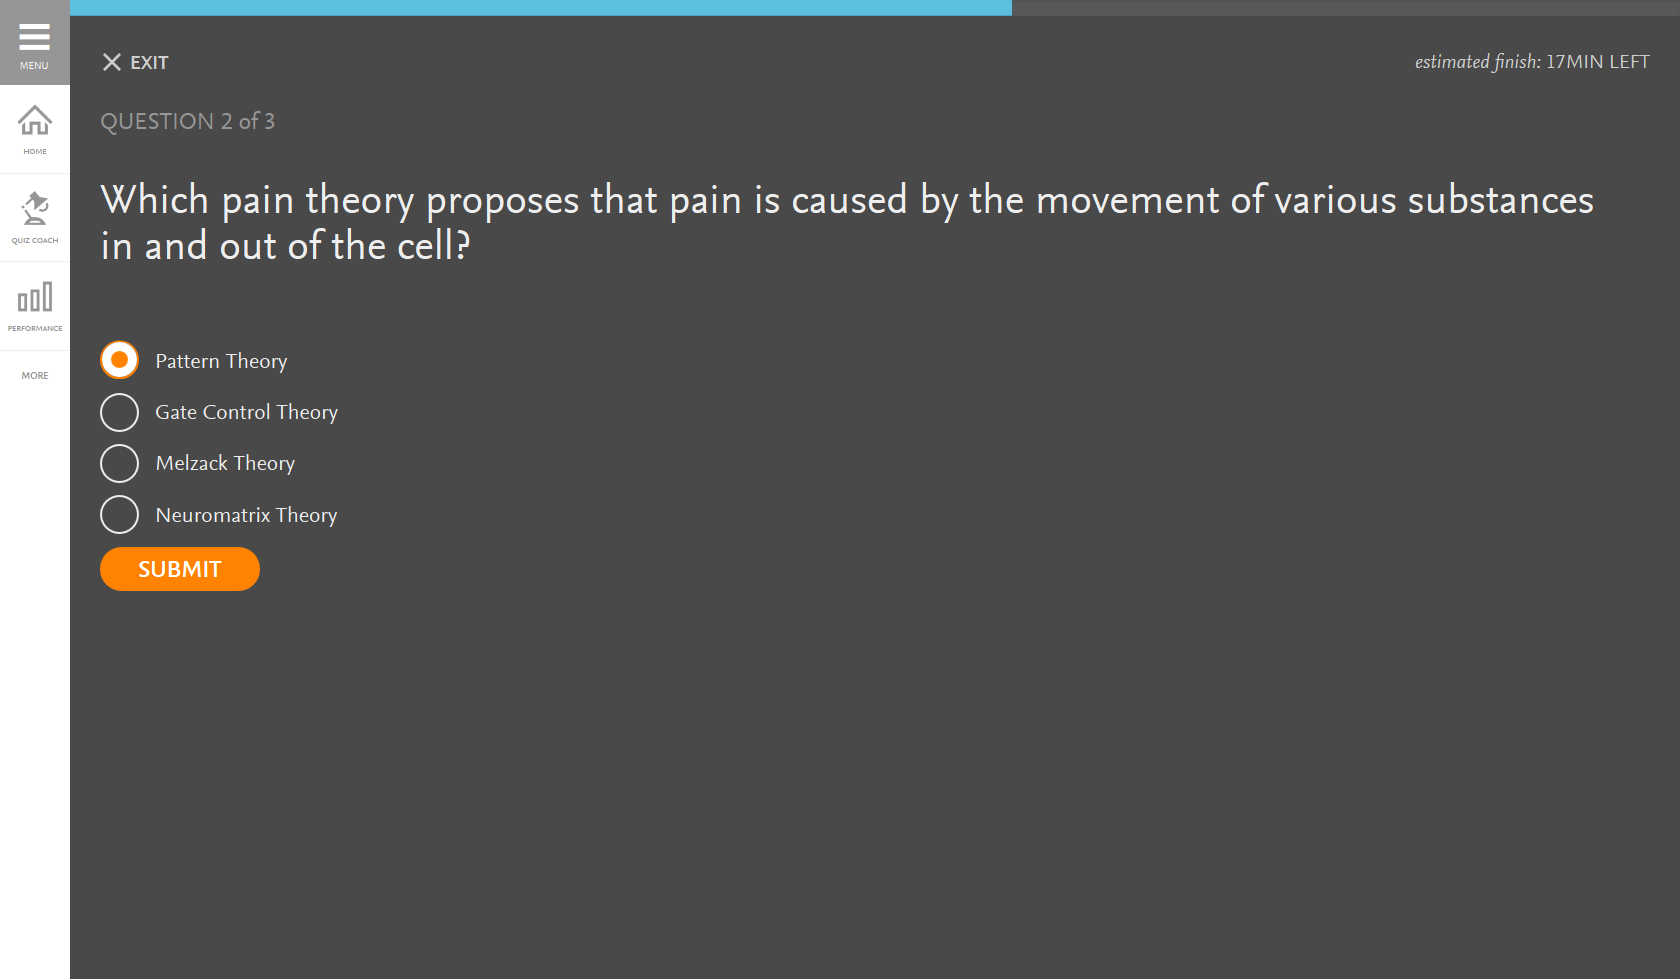 MENU
HOME
QUIZ COACH
PERFORMANCE
MORE
EXIT
estimated finish: 17MIN LEFT
QUESTION 2 of 3
Which pain theory proposes that pain is caused by the movement of various substances
in and out of the cell?
Pattern Theory
Gate Control Theory
Melzack Theory
Neuromatrix Theory
SUBMIT